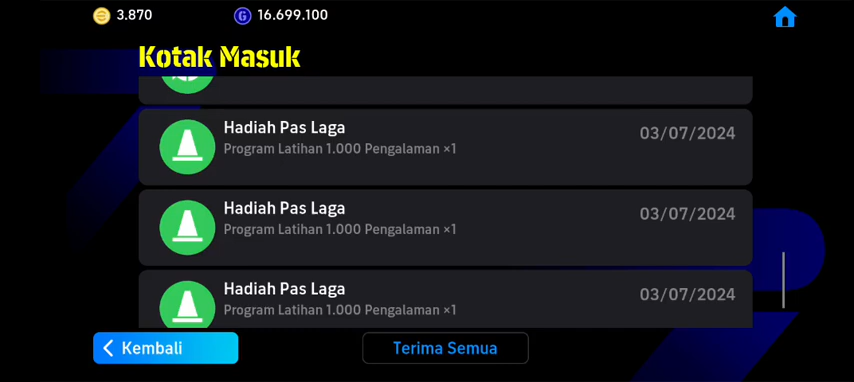 3.870
16.699.100
Kotak Masuk
Hadiah Pas Laga
03/07/2024
Program Latihan 1.000 Pengalaman ×1
Hadiah Pas Laga
03/07/2024
Program Latihan 1.000 Pengalaman ×1
Hadiah Pas Laga
03/07/2024
Program Latihan 1.000 Pengalaman ×1
Kembali
Terima Semua